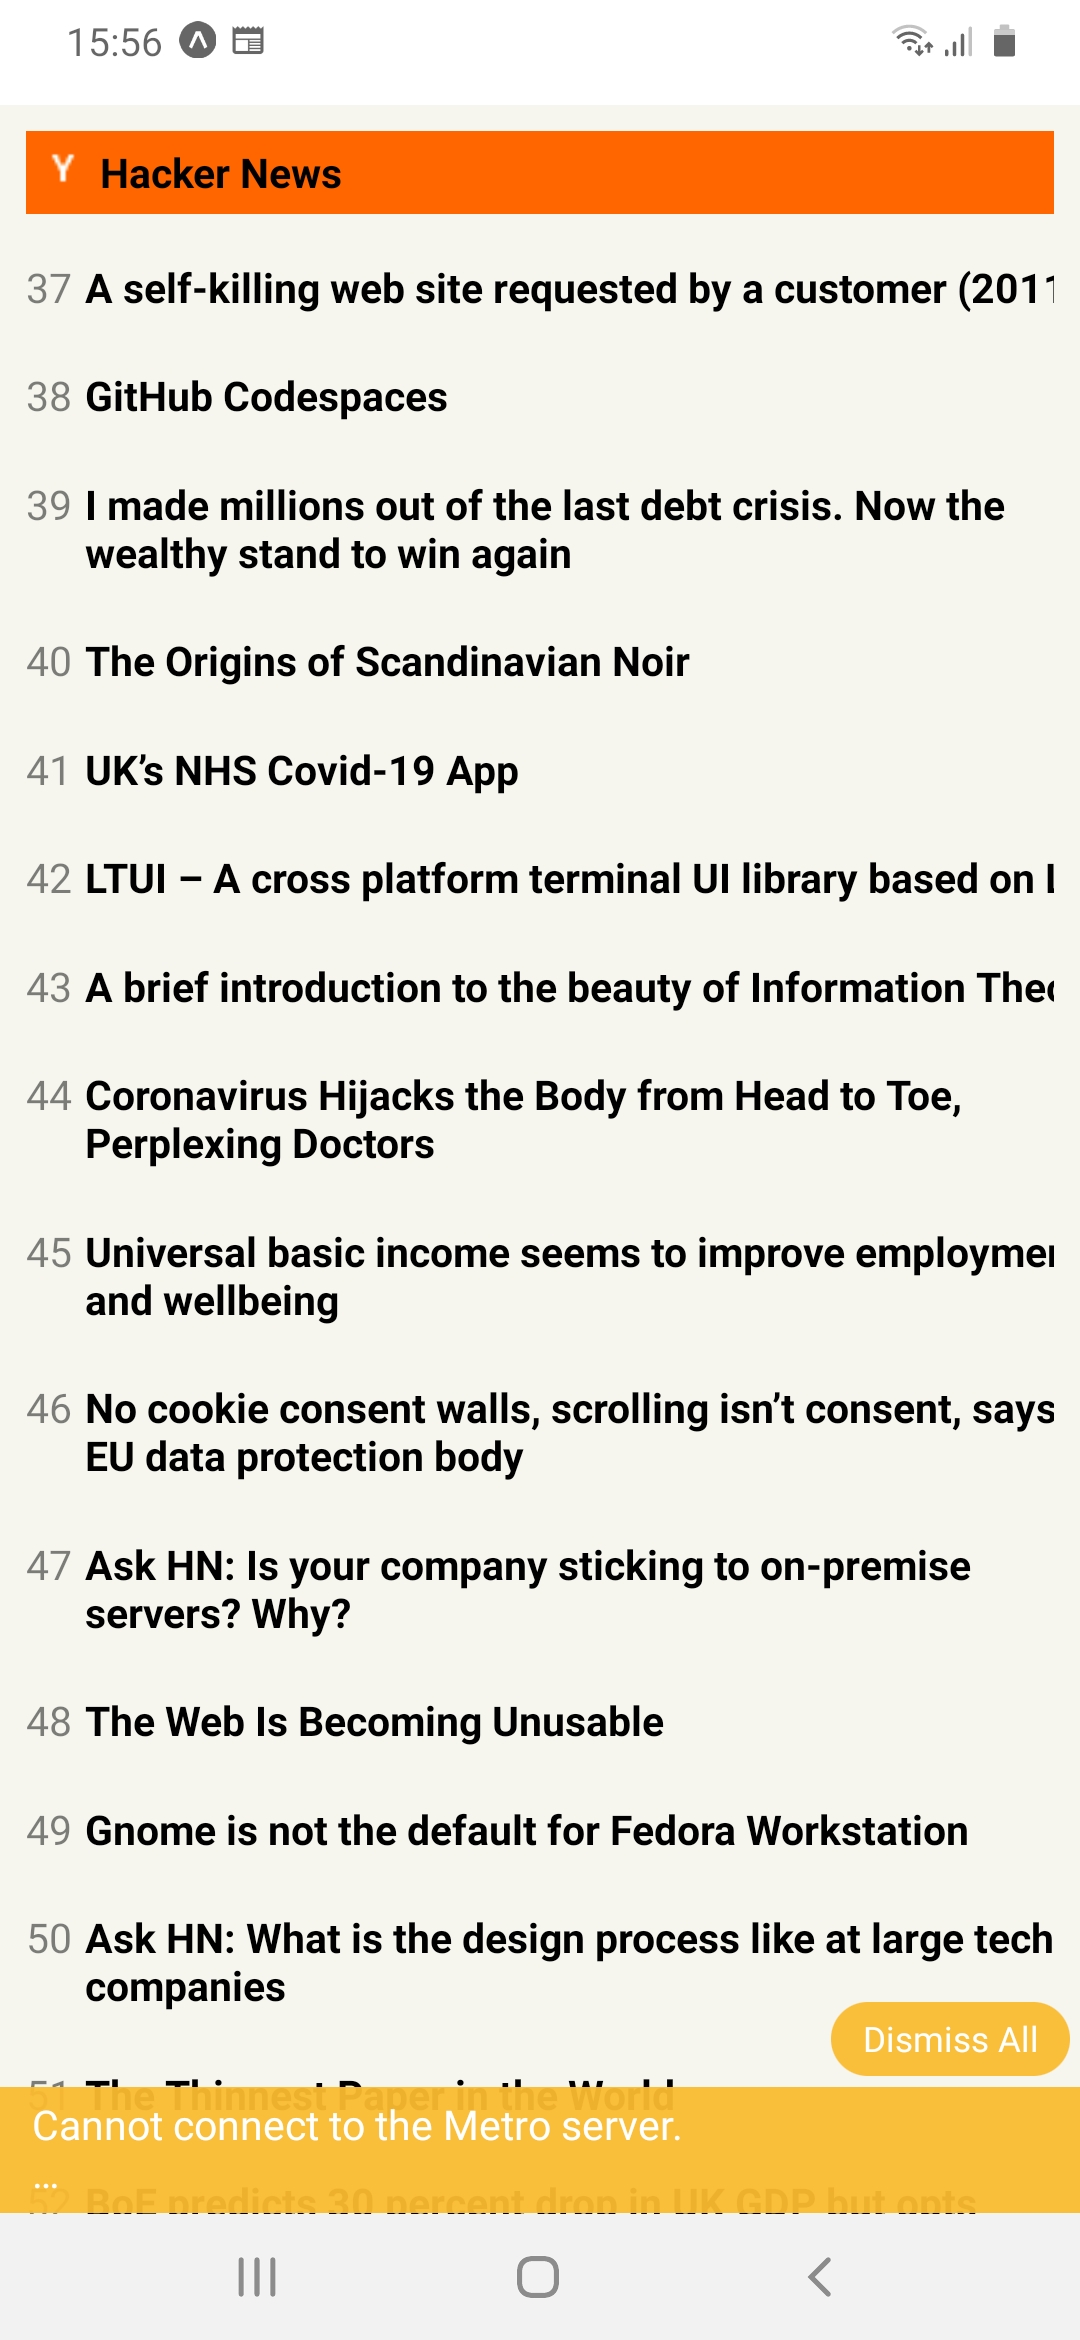 15:56
Y Hacker News
37 A self-killing web site requested by a customer (2011
38 GitHub Codespaces
39 I made millions out of the last debt crisis. Now the
wealthy stand to win again
40 The Origins of Scandinavian Noir
41 UK’s NHS Covid-19 App
42 LTUI – A cross platform terminal UI library based on
43 A brief introduction to the beauty of Information
44 Coronavirus Hijacks the Body from Head to Toe,
Perplexing Doctors
45 Universal basic income seems to improve
and wellbeing
46 No cookie consent walls, scrolling isn’t consent, says
EU data protection body
47 Ask HN: Is your company sticking to on-premise
servers? Why?
48 The Web Is Becoming Unusable
49 Gnome is not the default for Fedora Workstation
50 Ask HN: What is the design process like at large tech
companies
Dismiss All
51 The Thinnest Paper in the World
Cannot connect to the Metro server.
...
52 BoE predicts 30 percent drop in UK GDP but opts